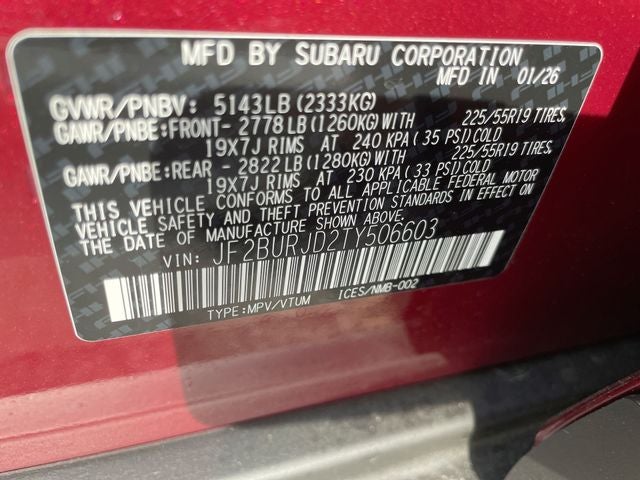 MFD BY SUBARU CORPORATION
MFD IN 01/26
GVWR/PNBV: 5143LB (2333KG)
GAWR/PNBE:FRONT- 2778 LB (1260KG) WITH 225/55R19 TIRES,
19X7J RIMS AT 240 KPA (35 PSI) COLD
GAWR/PNBE:REAR - 2822 LB (1280KG) WITH 225/55R19 TIRES,
19X7J RIMS AT 230 KPA (33 PSI) COLD
THIS VEHICLE CONFORMS TO ALL APPLICABLE FEDERAL MOTOR
VEHICLE SAFETY AND THEFT PREVENTION STANDARDS IN EFFECT
ON THE DATE OF MANUFACTURE SHOWN ABOVE.
VIN: JF2BURJD2TY506603
TYPE:MPV/VTUM ICES/NMB-002